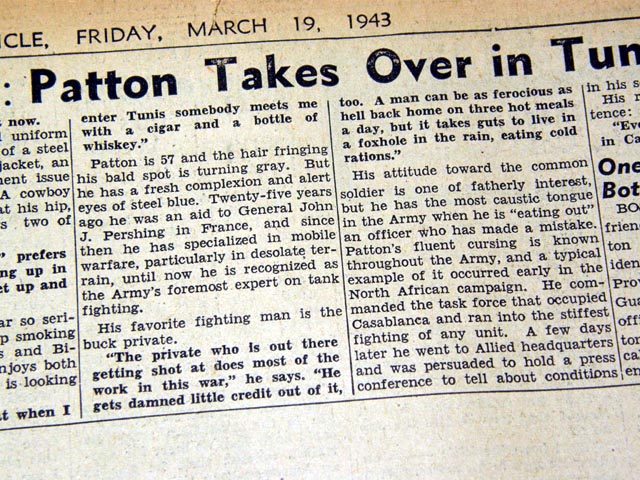 ICLE, FRIDAY, MARCH 19, 1943
: Patton Takes Over in Tun
t now.
l uniform
of a steel
jacket, an
ment issue
A cowboy
at his hip,
s two of
" prefers
ng up in
et up and
ar so seri-
p smoking
s and Bi-
enjoys both
is looking
at when I
enter Tunis somebody meets me
with a cigar and a bottle of
whiskey."
Patton is 57 and the hair fringing
his bald spot is turning gray. But
he has a fresh complexion and alert
eyes of steel blue. Twenty-five years
ago he was an aid to General John
J. Pershing in France, and since
then he has specialized in mobile
warfare, particularly in desolate ter-
rain, until now he is recognized as
the Army's foremost expert on tank
fighting.
His favorite fighting man is the
buck private.
"The private who is out there
getting shot at does most of the
work in this war," he says. "He
gets damned little credit out of it,
too. A man can be as ferocious as
hell back home on three hot meals
a day, but it takes guts to live in
a foxhole in the rain, eating cold
rations."
His attitude toward the common
soldier is one of fatherly interest,
but he has the most caustic tongue
in the Army when he is "eating out"
an officer who has made a mistake.
Patton's fluent cursing is known
throughout the Army, and a typical
example of it occurred early in the
North African campaign. He com-
manded the task force that occupied
Casablanca and ran into the stiffest
fighting of any unit. A few days
later he went to Allied headquarters
and was persuaded to hold a press
conference to tell about conditions
in his s
His r
tence:
"Eve
in Ca
One
Bot
BO
friend
ton
iden
Prov
Gua
offi
ton
ca
en